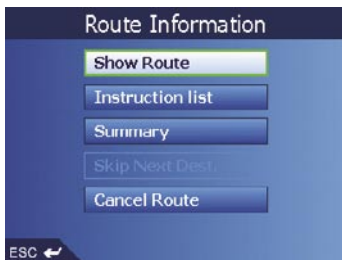 Route Information
Show Route
Instruction list
Summary
Skip Next Dest.
Cancel Route
ESC